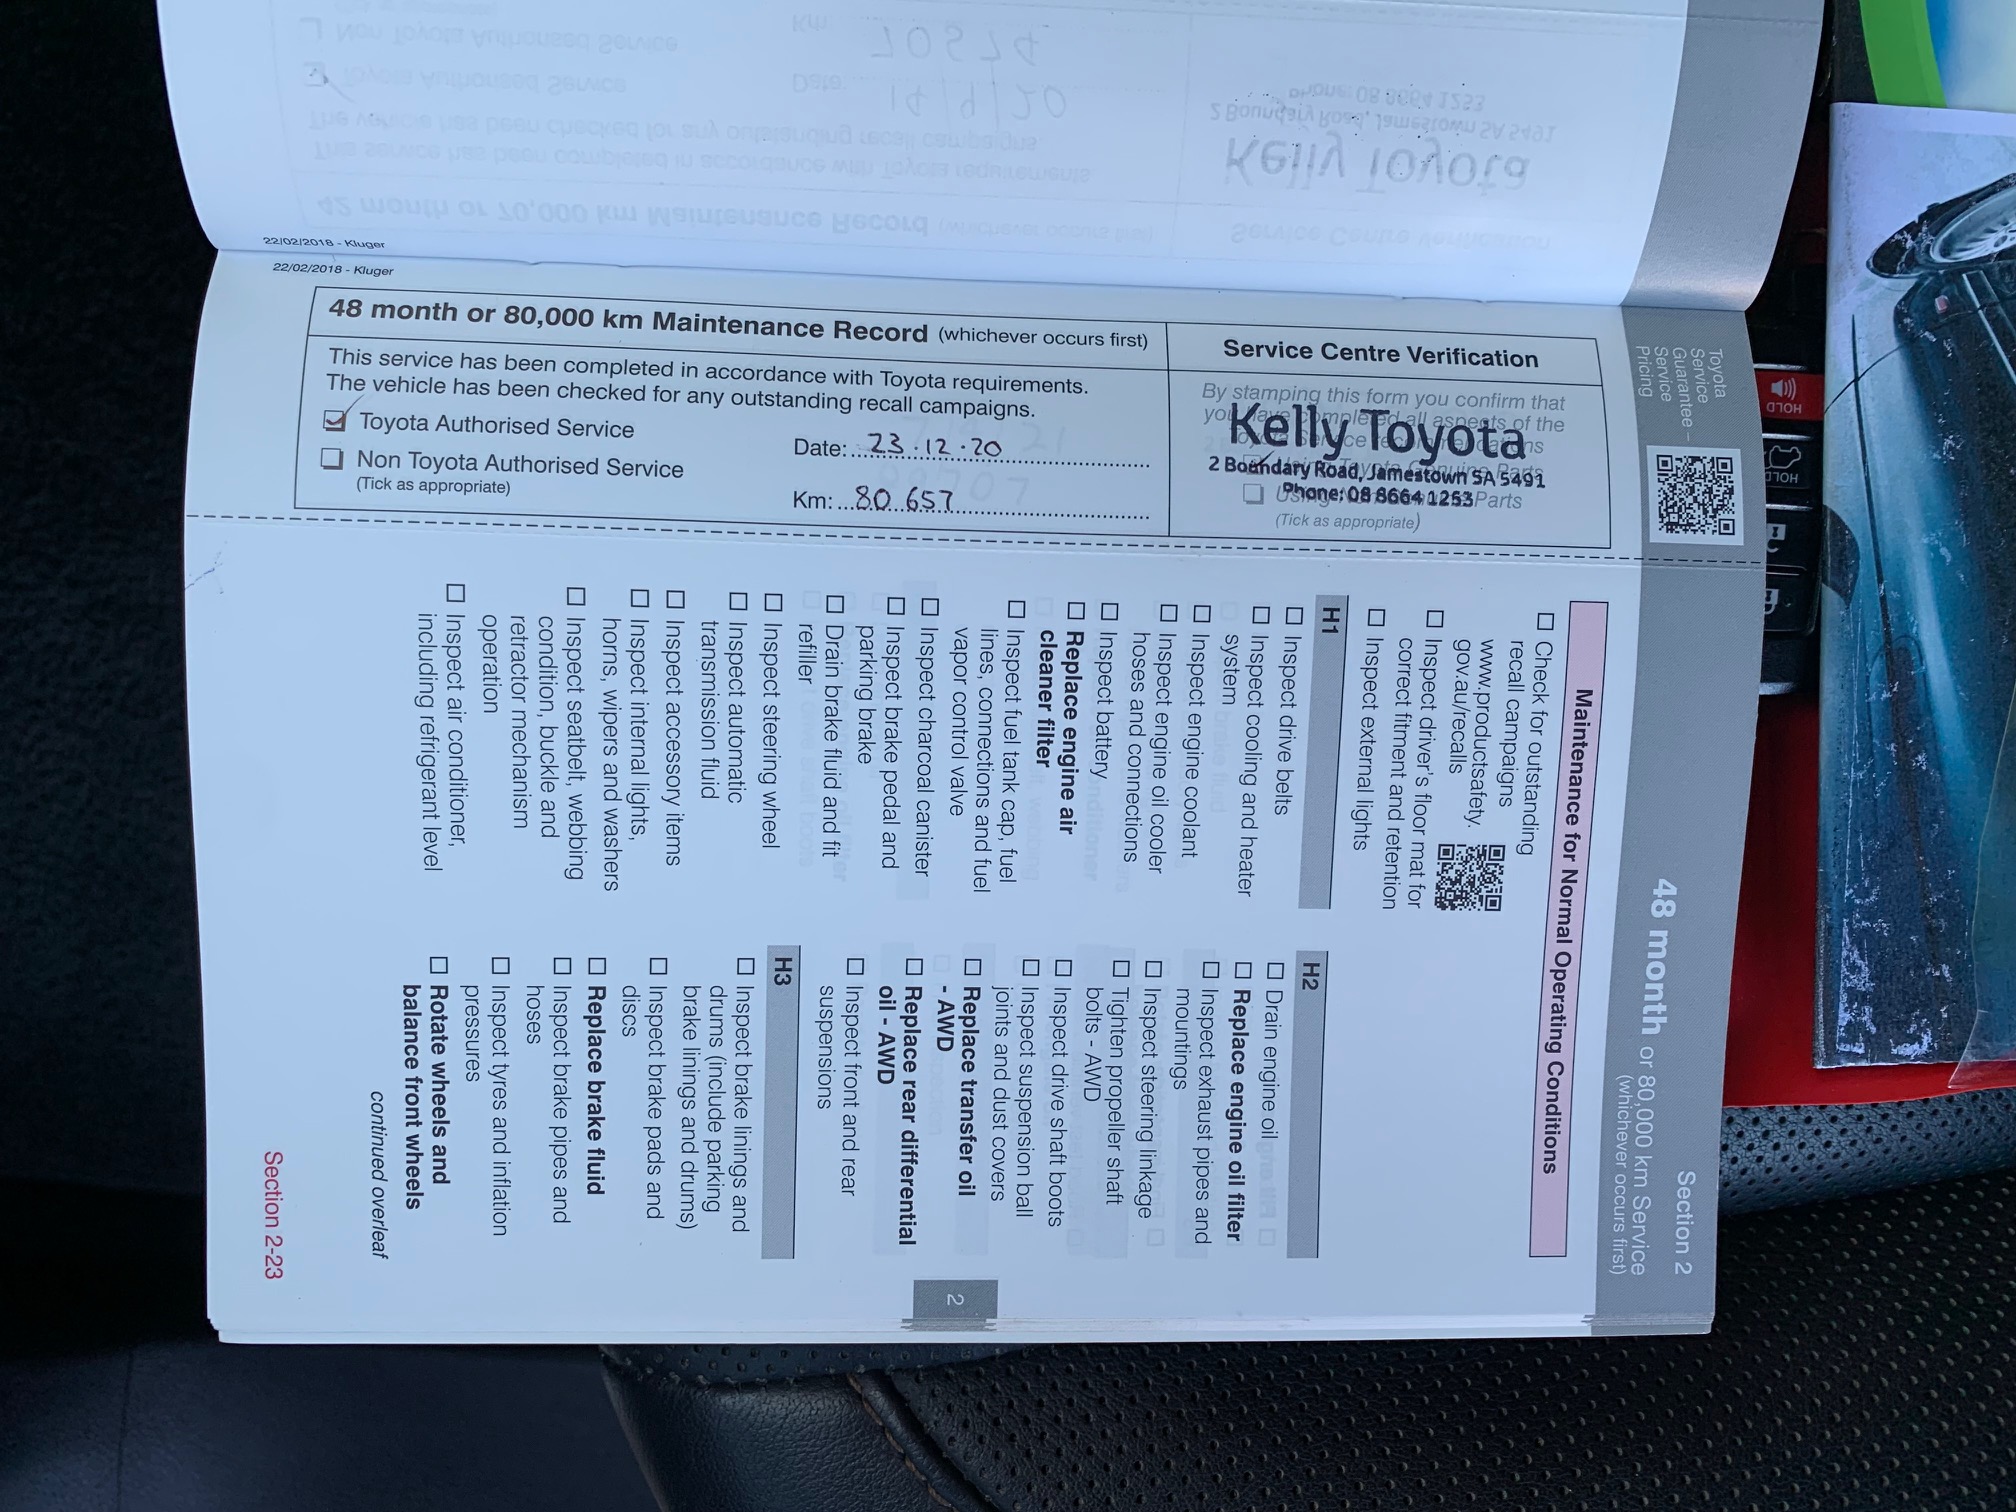 22/02/2018 - Kluger
22/02/2018 - Kluger
48 month or 80,000 km Maintenance Record (whichever occurs first)
This service has been completed in accordance with Toyota requirements.
The vehicle has been checked for any outstanding recall campaigns.
Toyota Authorised Service
Non Toyota Authorised Service
(Tick as appropriate)
Date: 23.12.20
Km: 80 657
Service Centre Verification
By stamping this form you confirm that
you have completed all aspects of the
Kelly Toyota
2 Boundary Road, Jamestown SA 5491
Phone: 08 8664 1253
Parts
(Tick as appropriate)
Toyota
Service
Guarantee –
Service
Pricing
Section 2
48 month or 80,000 km Service
(whichever occurs first)
Maintenance for Normal Operating Conditions
Check for outstanding
recall campaigns
www.productsafety.
gov.au/recalls
Inspect driver's floor mat for
correct fitment and retention
Inspect external lights
H1
Inspect drive belts
Inspect cooling and heater
system
Inspect engine coolant
Inspect engine oil cooler
hoses and connections
Inspect battery
Replace engine air
cleaner filter
Inspect fuel tank cap, fuel
lines, connections and fuel
vapor control valve
Inspect charcoal canister
Inspect brake pedal and
parking brake
Drain brake fluid and fit
refiller
Inspect steering wheel
Inspect automatic
transmission fluid
Inspect accessory items
Inspect internal lights,
horns, wipers and washers
Inspect seatbelt, webbing
condition, buckle and
retractor mechanism
operation
Inspect air conditioner,
including refrigerant level
H2
Drain engine oil
Replace engine oil filter
Inspect exhaust pipes and
mountings
Inspect steering linkage
Tighten propeller shaft
bolts - AWD
Inspect drive shaft boots
Inspect suspension ball
joints and dust covers
Replace transfer oil
- AWD
Replace rear differential
oil - AWD
Inspect front and rear
suspensions
H3
Inspect brake linings and
drums (include parking
brake linings and drums)
Inspect brake pads and
discs
Replace brake fluid
Inspect brake pipes and
hoses
Inspect tyres and inflation
pressures
Rotate wheels and
balance front wheels
continued overleaf
2
Section 2-23
HOLD
HOLD